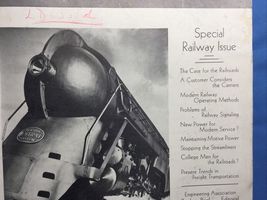 Special
Railway Issue
The Case for the Railroads
A Customer Considers
the Carriers
Modern Railway
Operating Methods
Problems of
Railway Signaling
New Power for
Modern Service?
Maintaining Motive Power
Stopping the Streamliners
College Men for
the Railroads?
Present Trends in
Freight Transportation
Engineering Association